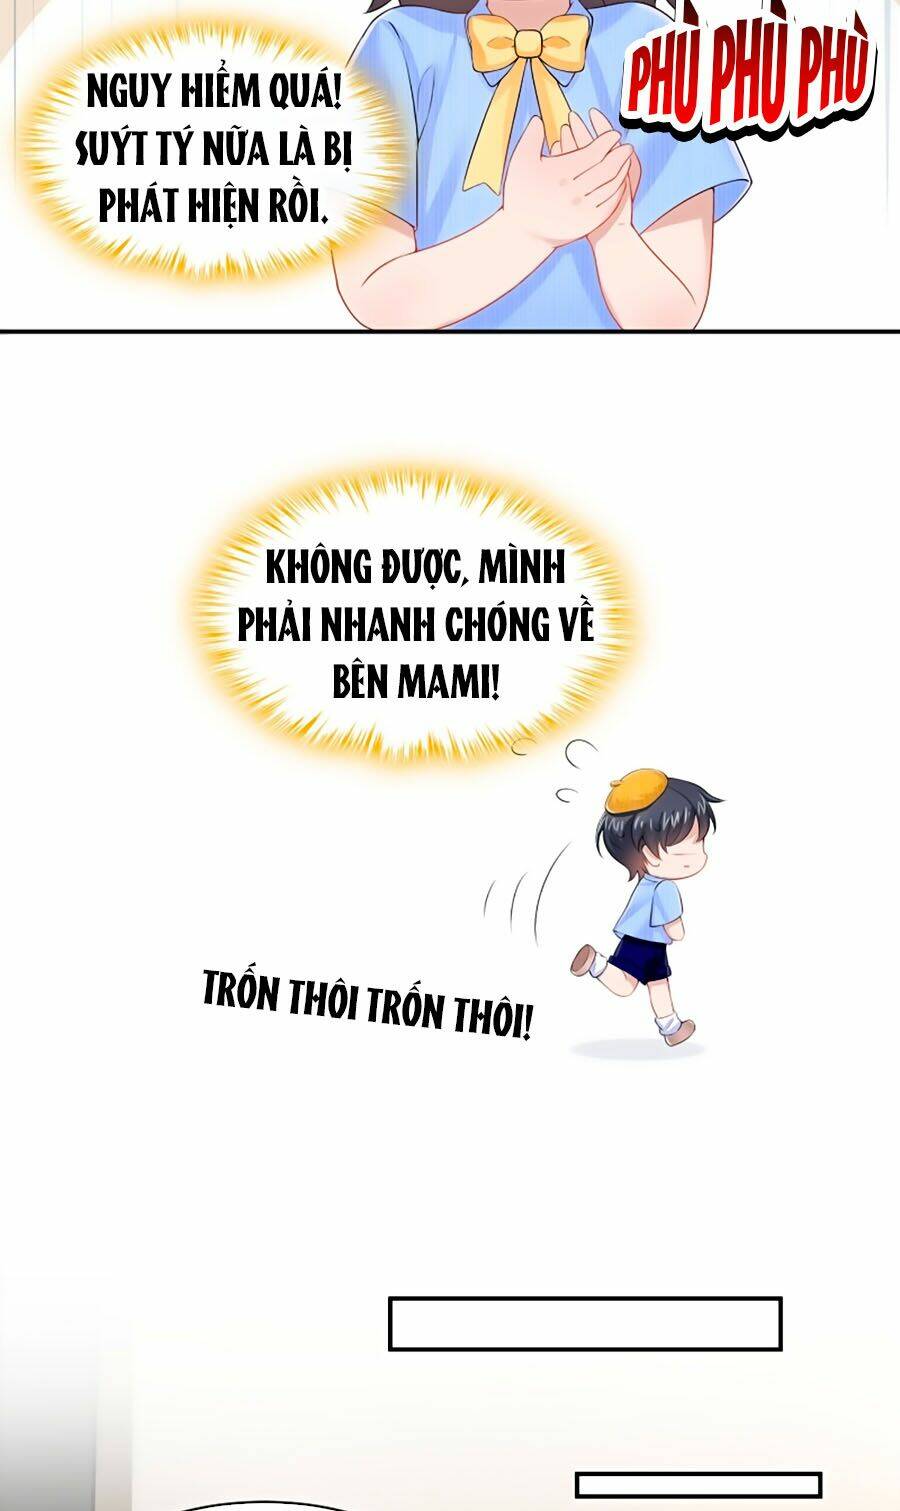 PHÙ PHÙ PHÙ
NGUY HIỂM QUÁ!
SUÝT TÝ NỮA LÀ BỊ
PHÁT HIỆN RỒI.
KHÔNG ĐƯỢC, MÌNH
PHẢI NHANH CHÓNG VỀ
BÊN MAMI!
TRỐN THÔI TRỐN THÔI!